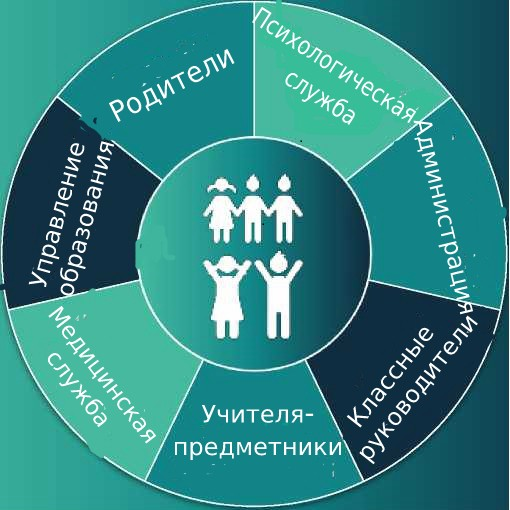 Родители
Психологическая
служба
Администрация
Классные
руководители
Учителя-
предметники
Медицинская
служба
Управление
образования